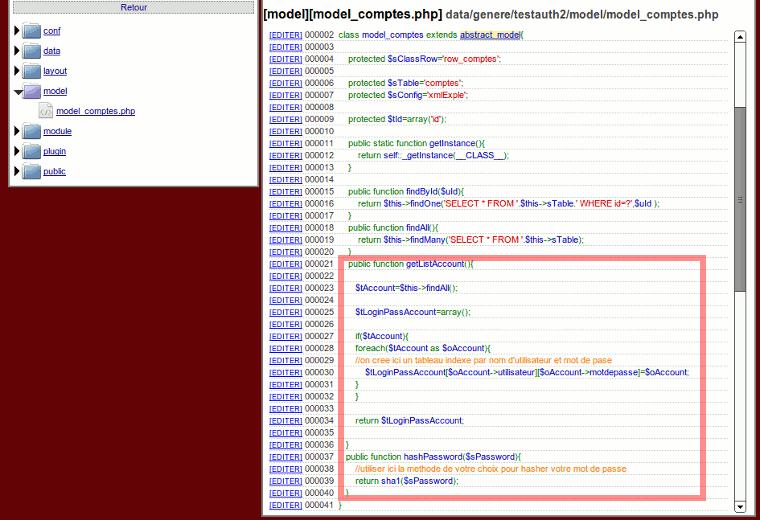 Retour
conf
data
layout
model
model_comptes.php
module
plugin
public
[model][model_comptes.php] data/genere/testauth2/model/model_comptes.php
[EDITER] 000002 class model_comptes extends abstract_model{
[EDITER] 000003
[EDITER] 000004 protected $sClassRow='row_comptes';
[EDITER] 000005
[EDITER] 000006 protected $sTable='comptes';
[EDITER] 000007 protected $sConfig='xmlExple';
[EDITER] 000008
[EDITER] 000009 protected $tId=array('id');
[EDITER] 000010
[EDITER] 000011 public static function getInstance(){
[EDITER] 000012 return self::_getInstance(__CLASS__);
[EDITER] 000013 }
[EDITER] 000014
[EDITER] 000015 public function findById($uId){
[EDITER] 000016 return $this->findOne('SELECT * FROM '.$this->sTable.' WHERE id=?',$uId );
[EDITER] 000017 }
[EDITER] 000018 public function findAll(){
[EDITER] 000019 return $this->findMany('SELECT * FROM '.$this->sTable);
[EDITER] 000020 }
[EDITER] 000021 public function getListAccount(){
[EDITER] 000022
[EDITER] 000023 $tAccount=$this->findAll();
[EDITER] 000024
[EDITER] 000025 $tLoginPassAccount=array();
[EDITER] 000026
[EDITER] 000027 if($tAccount){
[EDITER] 000028 foreach($tAccount as $oAccount){
[EDITER] 000029 //on cree ici un tableau indexe par nom d'utilisateur et mot de pase
[EDITER] 000030 $tLoginPassAccount[$oAccount->utilisateur][$oAccount->motdepasse]=$oAccount;
[EDITER] 000031 }
[EDITER] 000032 }
[EDITER] 000033
[EDITER] 000034 return $tLoginPassAccount;
[EDITER] 000035
[EDITER] 000036 }
[EDITER] 000037 public function hashPassword($sPassword){
[EDITER] 000038 //utiliser ici la methode de votre choix pour hasher votre mot de passe
[EDITER] 000039 return sha1($sPassword);
[EDITER] 000040 }
[EDITER] 000041 }